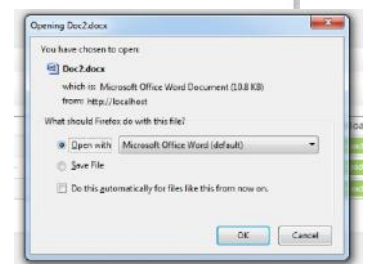 Opening Doc2.docx
You have chosen to open:
Doc2.docx
which is: Microsoft Office Word Document (10.8 KB)
from: http://localhost
What should Firefox do with this file?
Open with Microsoft Office Word (default)
Save File
Do this automatically for files like this from now on.
OK Cancel